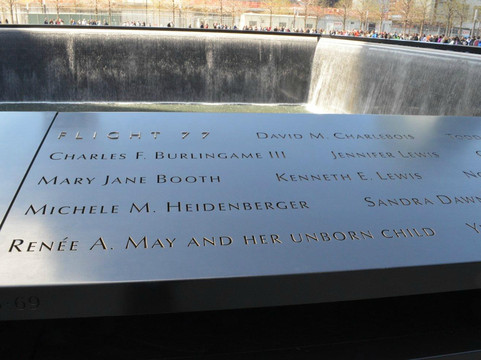 FLIGHT 77 DAVID M. CHARLEBOIS
CHARLES F. BURLINGAME III JENNIFER LEWIS
MARY JANE BOOTH KENNETH E. LEWIS
MICHELE M. HEIDENBERGER SANDRA DAWN
RENÉE A. MAY AND HER UNBORN CHILD
69